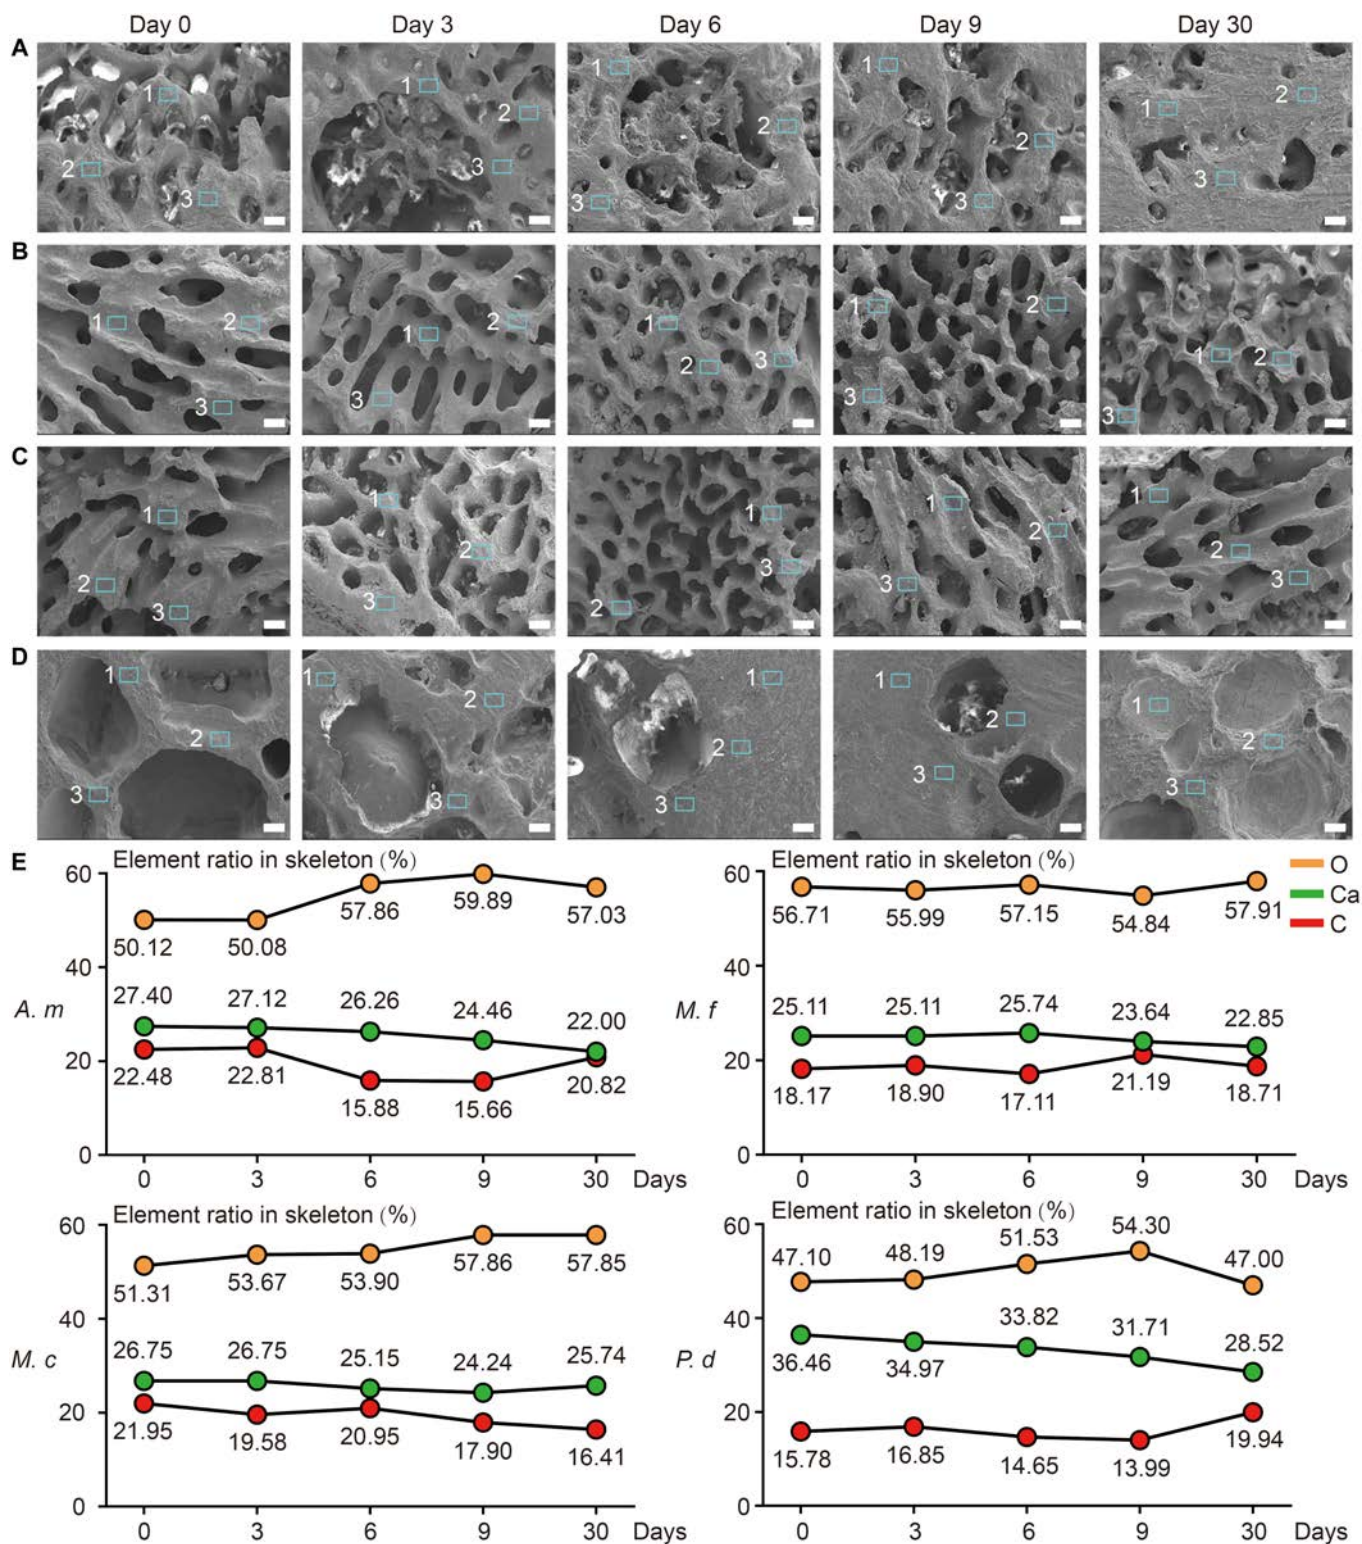 Day 0 Day 3 Day 6 Day 9 Day 30
A
1 2 3 1 2 3 1 2 3 1 2 3 1 2 3
B
1 2 3 1 2 3 1 2 3 1 2 3 1 2 3
C
1 2 3 1 2 3 1 2 3 1 2 3 1 2 3
D
1 2 3 1 2 3 1 2 3 1 2 3 1 2 3
E
Element ratio in skeleton (%)
A. m
60
40
20
0
50.12 50.08 57.86 59.89 57.03
27.40 27.12 26.26 24.46 22.00
22.48 22.81 15.88 15.66 20.82
0 3 6 9 30 Days
Element ratio in skeleton (%)
O
Ca
C
M. f
60
40
20
0
56.71 55.99 57.15 54.84 57.91
25.11 25.11 25.74 23.64 22.85
18.17 18.90 17.11 21.19 18.71
0 3 6 9 30 Days
Element ratio in skeleton (%)
M. c
60
40
20
0
51.31 53.67 53.90 57.86 57.85
26.75 26.75 25.15 24.24 25.74
21.95 19.58 20.95 17.90 16.41
0 3 6 9 30 Days
Element ratio in skeleton (%)
P. d
60
40
20
0
47.10 48.19 51.53 54.30 47.00
36.46 34.97 33.82 31.71 28.52
15.78 16.85 14.65 13.99 19.94
0 3 6 9 30 Days